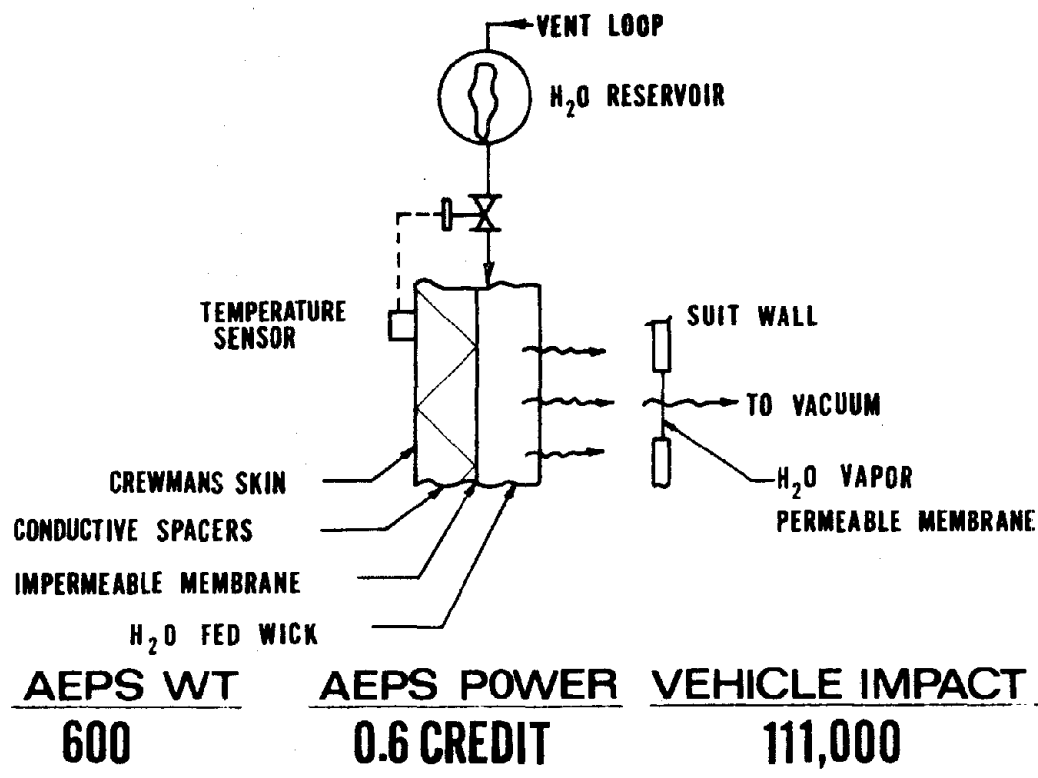 VENT LOOP
H₂O RESERVOIR
TEMPERATURE
SENSOR
SUIT WALL
TO VACUUM
CREWMANS SKIN
H₂O VAPOR
PERMEABLE MEMBRANE
CONDUCTIVE SPACERS
IMPERMEABLE MEMBRANE
H₂O FED WICK
AEPS WT AEPS POWER VEHICLE IMPACT
600 0.6 CREDIT 111,000